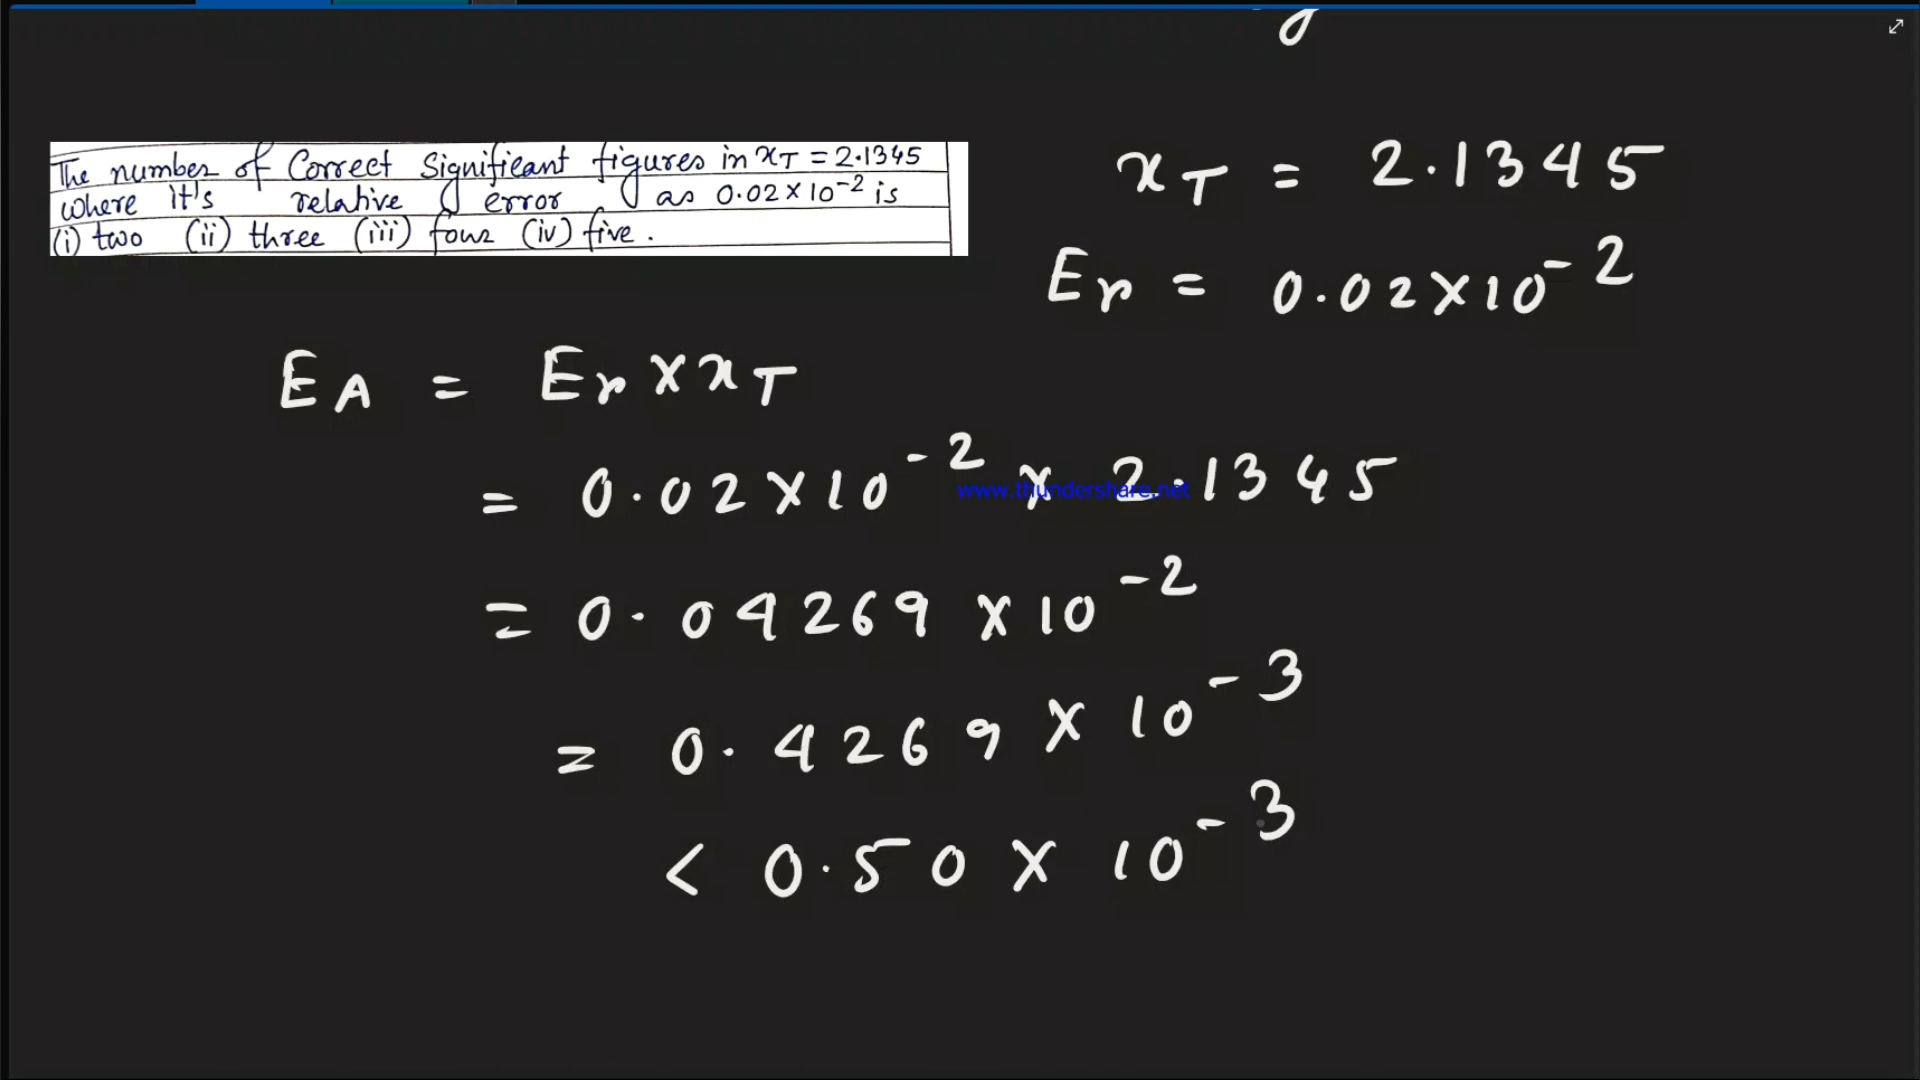 The number of Correct Significant figures in xT = 2.1345
where it's relative error as 0.02×10⁻² is
(i) two (ii) three (iii) four (iv) five.
xT = 2.1345
Er = 0.02×10⁻²
EA = Er × xT
= 0.02×10⁻² × 2.1345
www.thundershare.net
= 0.04269 × 10⁻²
= 0.4269 × 10⁻³
< 0.50 × 10⁻³